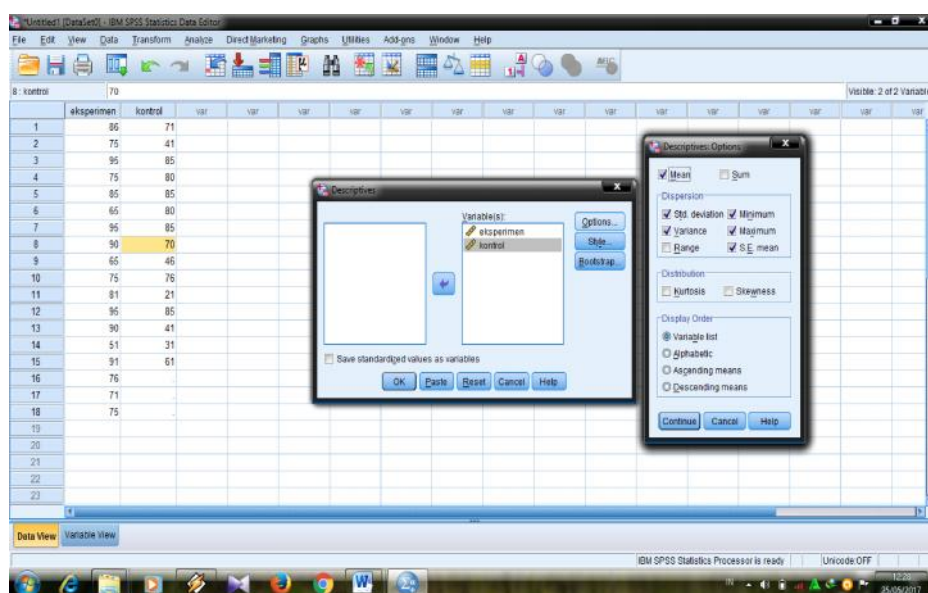 *Untitled1 [DataSet0] - IBM SPSS Statistics Data Editor
File Edit View Data Transform Analyze Direct Marketing Graphs Utilities Add-ons Window Help
8 : kontrol 70 Visible: 2 of 2 Variable
eksperimen kontrol var var var var var var var var var var var var var var
1 86 71
2 75 41
3 95 85
4 75 80
5 85 85
6 65 80
7 95 85
8 90 70
9 65 46
10 75 76
11 81 21
12 95 85
13 90 41
14 51 31
15 91 61
16 76 .
17 71 .
18 75 .
19
20
21
22
23
Descriptives
Variable(s):
eksperimen
kontrol
Options...
Style...
Bootstrap...
Save standardized values as variables
OK Paste Reset Cancel Help
Descriptives: Options
Mean Sum
Dispersion
Std. deviation Minimum
Variance Maximum
Range S.E. mean
Distribution
Kurtosis Skewness
Display Order
Variable list
Alphabetic
Ascending means
Descending means
Continue Cancel Help
Data View Variable View
IBM SPSS Statistics Processor is ready Unicode:OFF
IN
12:28
25/05/2017